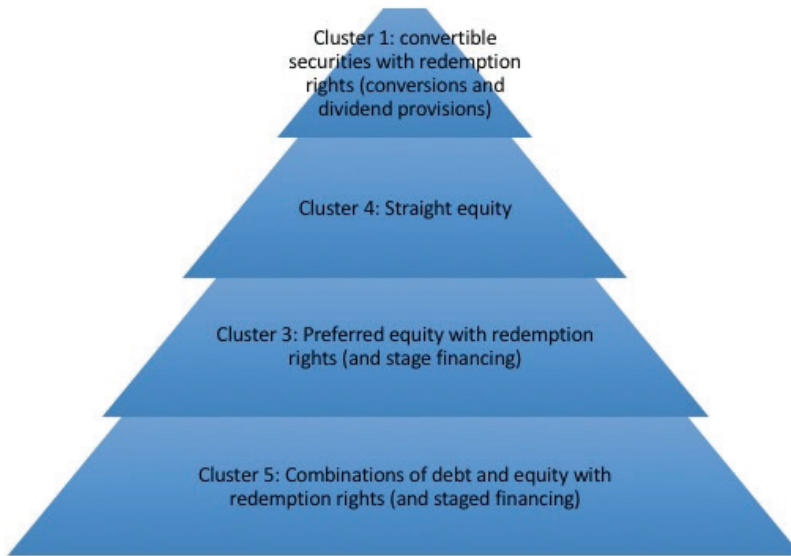 Cluster 1: convertible
securities with redemption
rights (conversions and
dividend provisions)
Cluster 4: Straight equity
Cluster 3: Preferred equity with redemption
rights (and stage financing)
Cluster 5: Combinations of debt and equity with
redemption rights (and staged financing)